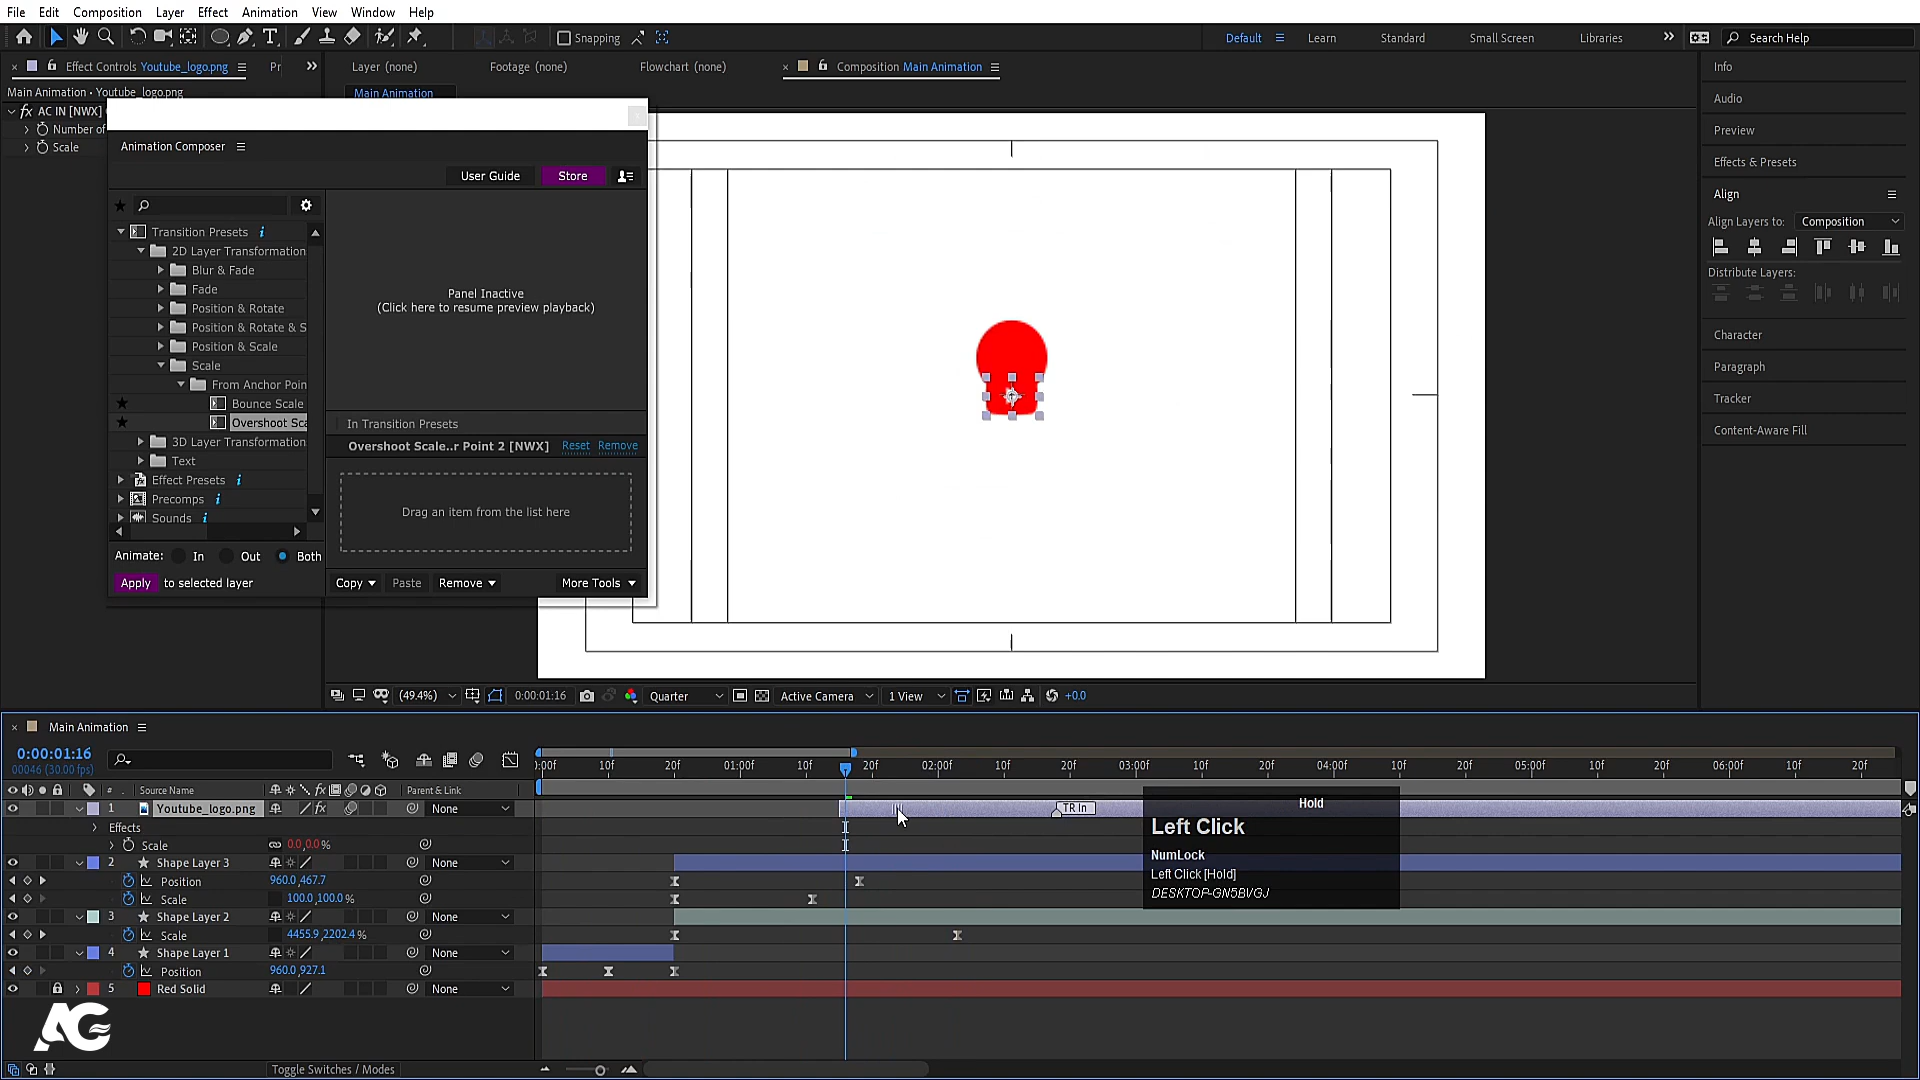 File Edit Composition Layer Effect Animation View Window Help
Snapping
Default Learn Standard Small Screen Libraries
Search Help
Effect Controls Youtube_logo.png
Pr
Layer (none) Footage (none) Flowchart (none) Composition Main Animation
Main Animation • Youtube_logo.png
Main Animation
AC IN [NWX]
Number of
Scale
Animation Composer
User Guide Store
Transition Presets
2D Layer Transformation
Blur & Fade
Fade
Position & Rotate
Position & Rotate & S
Position & Scale
Scale
From Anchor Poin
Bounce Scale
Overshoot Sca
3D Layer Transformation
Text
Effect Presets
Precomps
Sounds
Panel Inactive
(Click here to resume preview playback)
In Transition Presets
Overshoot Scale..r Point 2 [NWX] Reset Remove
Drag an item from the list here
Animate: In Out Both
Apply to selected layer
Copy Paste Remove More Tools
Info
Audio
Preview
Effects & Presets
Align
Align Layers to: Composition
Distribute Layers:
Character
Paragraph
Tracker
Content-Aware Fill
(49.4%) 0:00:01:16 Quarter Active Camera 1 View +0.0
Main Animation
0:00:01:16
00046 (30.00 fps)
):00f 10f 20f 01:00f 10f 20f 02:00f 10f 20f 03:00f 10f 20f 04:00f 10f 20f 05:00f 10f 20f 06:00f 10f 20f
# Source Name Parent & Link
1 Youtube_logo.png None
TR In
Effects
Scale 0.0,0.0%
2 Shape Layer 3 None
Position 960.0,467.7
Scale 100.0,100.0%
3 Shape Layer 2 None
Scale 4455.9,2202.4%
4 Shape Layer 1 None
Position 960.0,927.1
5 Red Solid None
Hold
Left Click
NumLock
Left Click [Hold]
DESKTOP-GN5BVGJ
AG
Toggle Switches / Modes